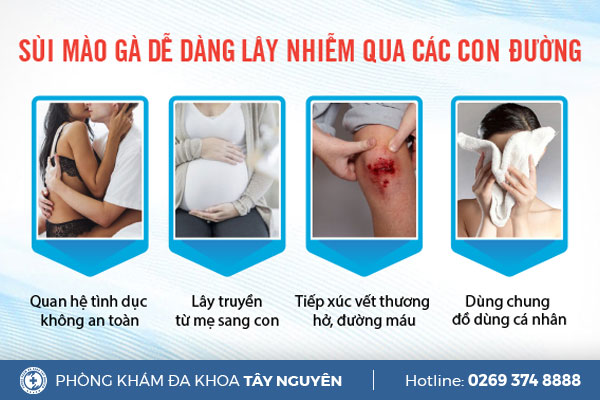 SÙI MÀO GÀ DỄ DÀNG LÂY NHIỄM QUA CÁC CON ĐƯỜNG
Quan hệ tình dục
không an toàn
Lây truyền
từ mẹ sang con
Tiếp xúc vết thương
hở, đường máu
Dùng chung
đồ dùng cá nhân
PHÒNG KHÁM ĐA KHOA TÂY NGUYÊN
Hotline: 0269 374 8888